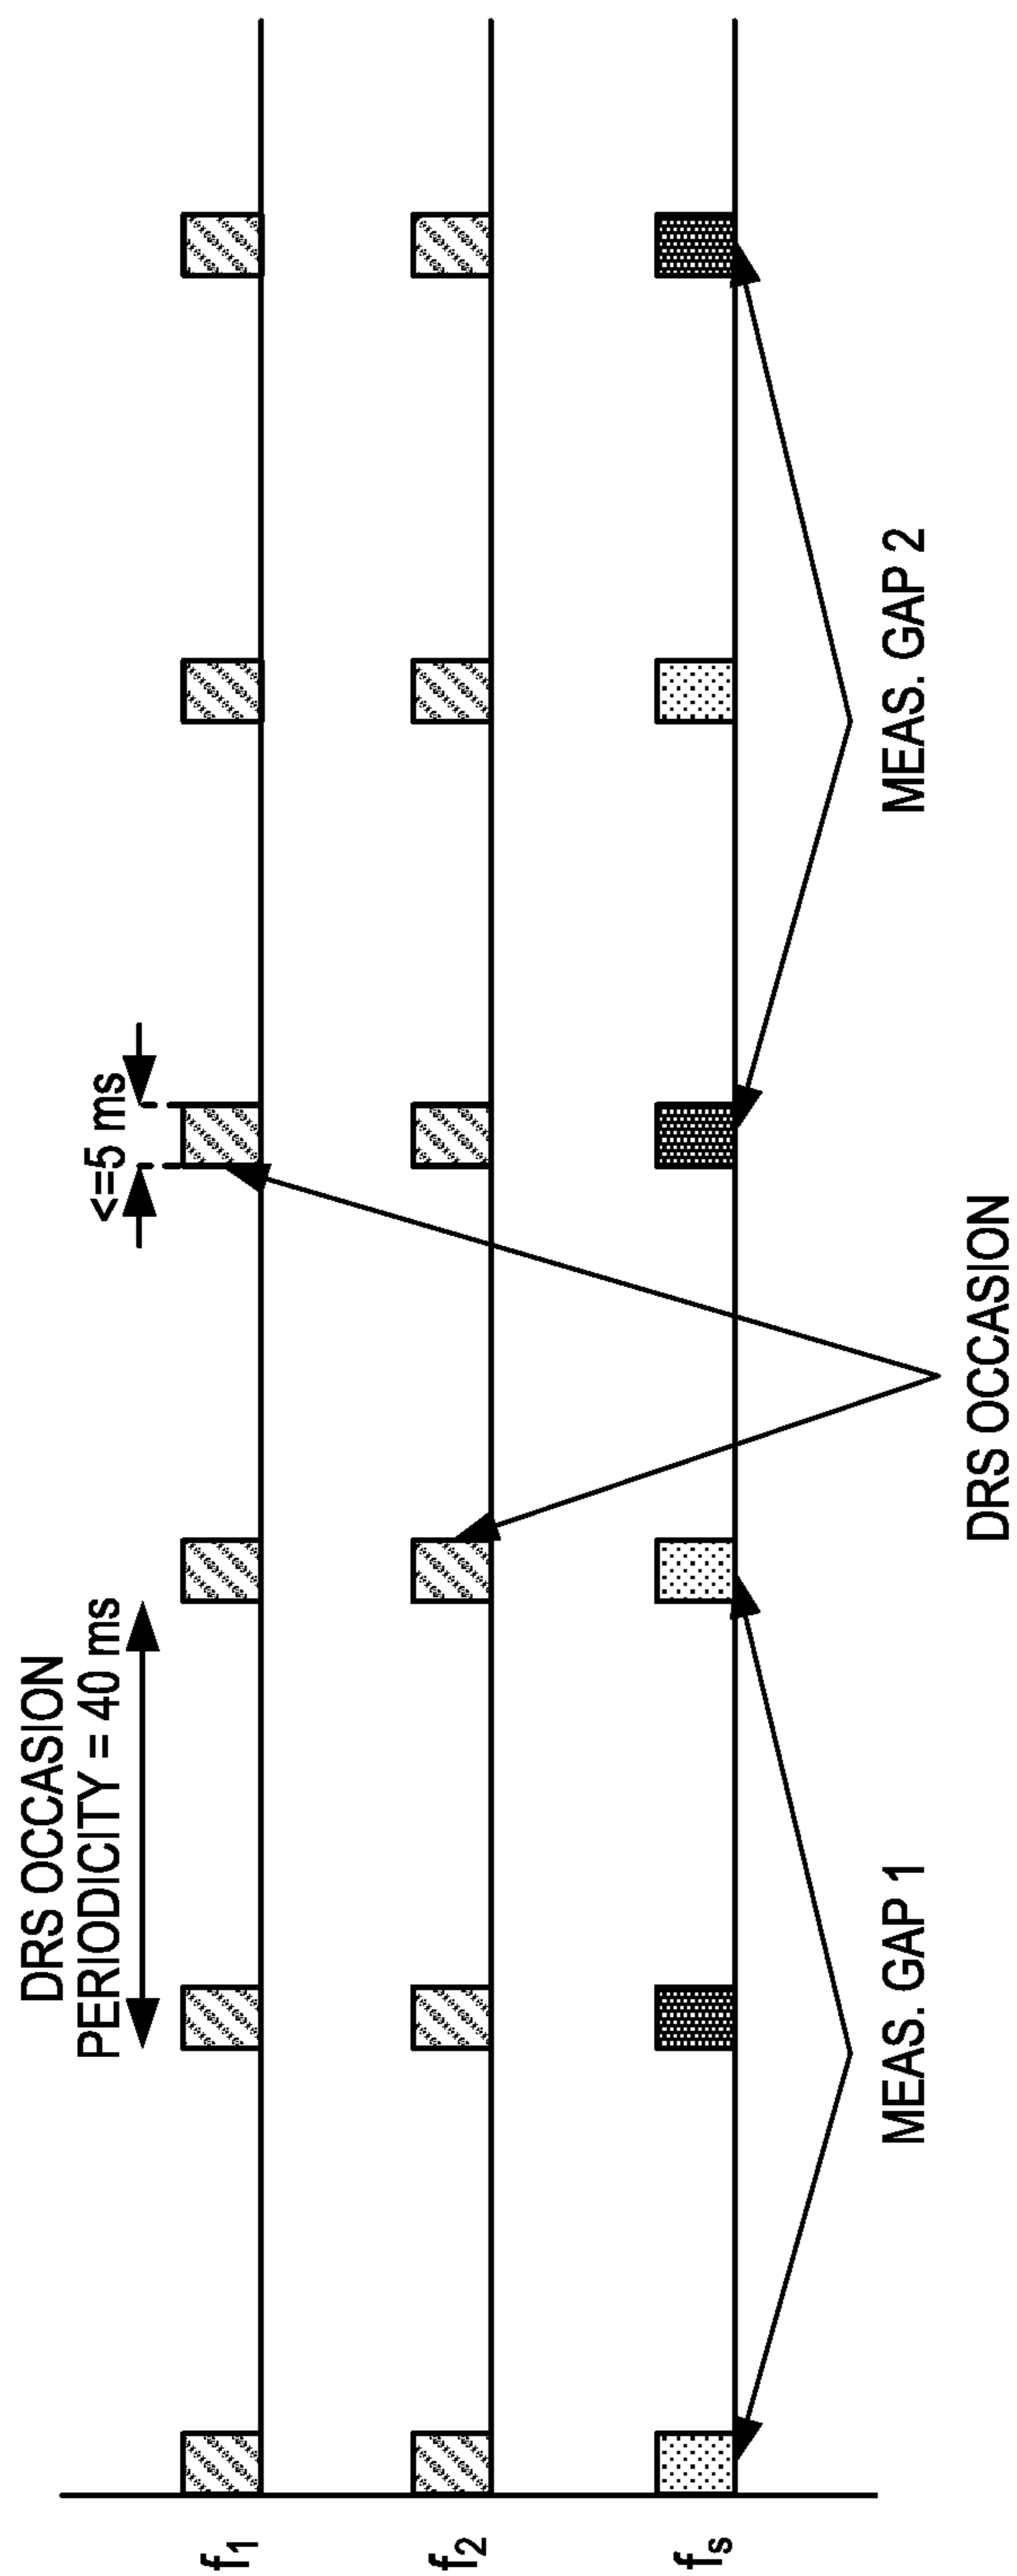 DRS OCCASION
PERIODICITY = 40 ms
<=5 ms
f1
f2
fs
MEAS. GAP 1
MEAS. GAP 2
DRS OCCASION